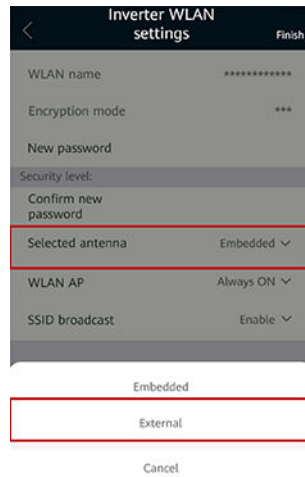 Inverter WLAN
settings
Finish
WLAN name ************
Encryption mode ***
New password
Security level:
Confirm new
password
Selected antenna Embedded
WLAN AP Always ON
SSID broadcast Enable
Embedded
External
Cancel